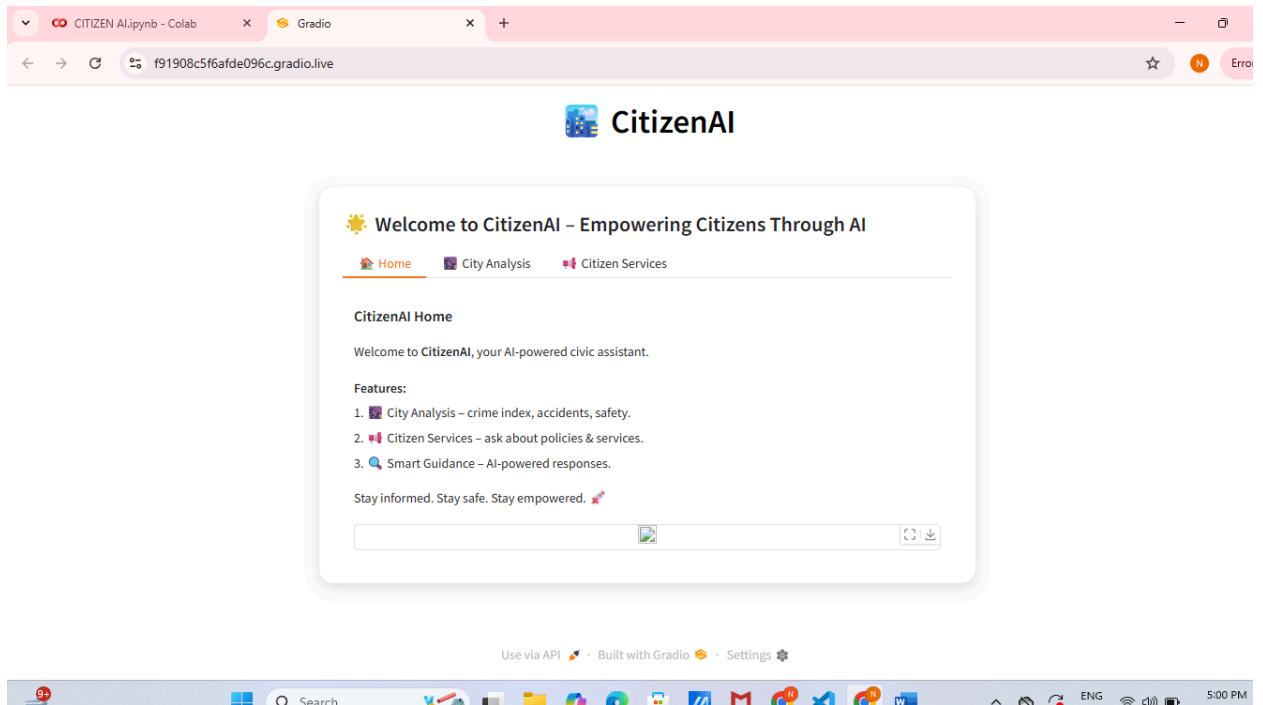 CITIZEN AI.ipynb - Colab
Gradio
f91908c5f6afde096c.gradio.live
N
Erro
CitizenAI
Welcome to CitizenAI – Empowering Citizens Through AI
Home City Analysis Citizen Services
CitizenAI Home
Welcome to CitizenAI, your AI-powered civic assistant.
Features:
1. City Analysis – crime index, accidents, safety.
2. Citizen Services – ask about policies & services.
3. Smart Guidance – AI-powered responses.
Stay informed. Stay safe. Stay empowered.
Use via API · Built with Gradio · Settings
9+
Search
ENG
5:00 PM